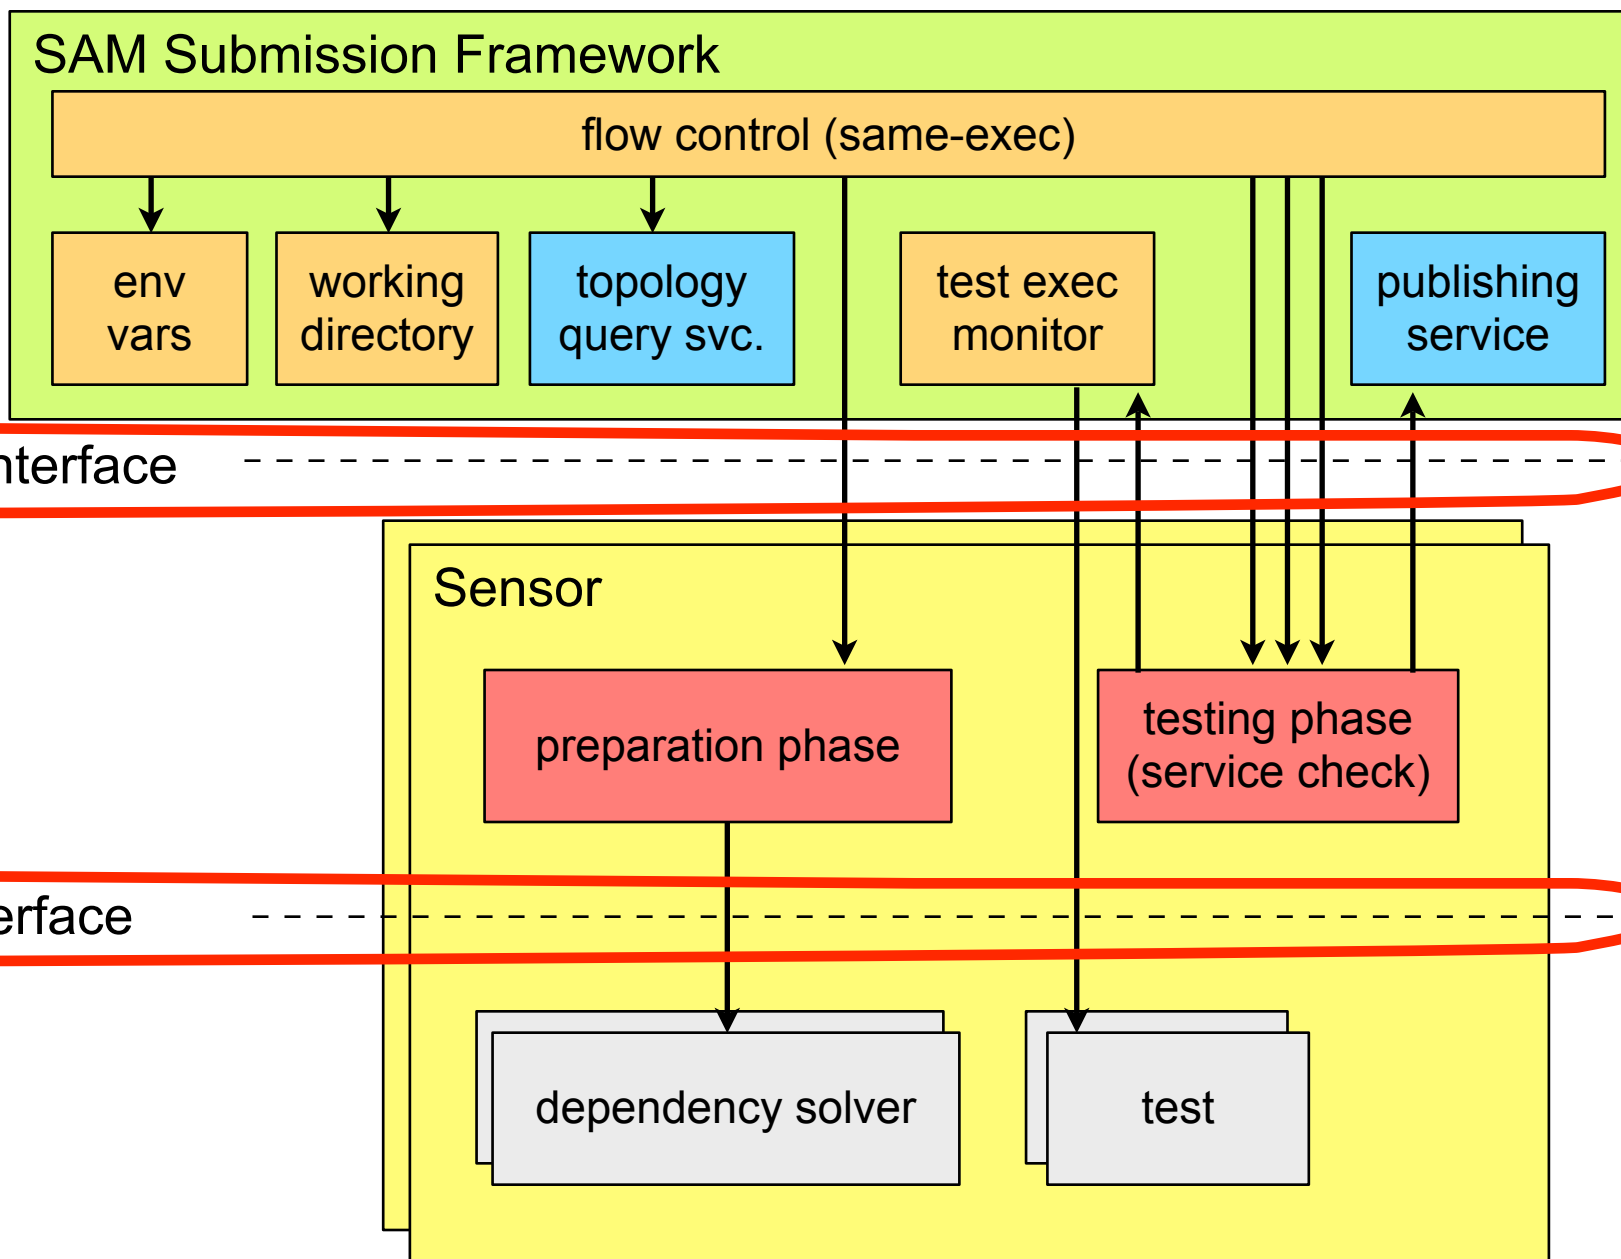 SAM Submission Framework
flow control (same-exec)
env
vars
working
directory
topology
query svc.
test exec
monitor
publishing
service
nterface
Sensor
preparation phase
testing phase
(service check)
erface
dependency solver
test